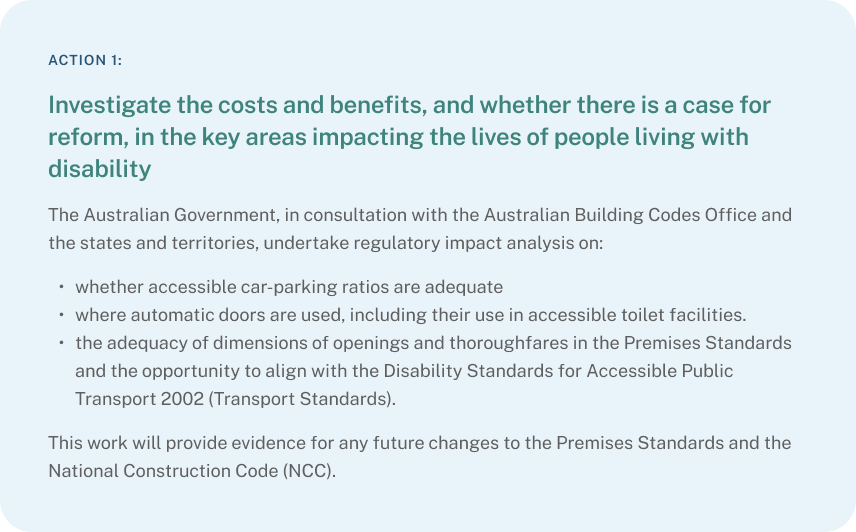 ACTION 1:
Investigate the costs and benefits, and whether there is a case for
reform, in the key areas impacting the lives of people living with
disability
The Australian Government, in consultation with the Australian Building Codes Office and
the states and territories, undertake regulatory impact analysis on:
• whether accessible car-parking ratios are adequate
• where automatic doors are used, including their use in accessible toilet facilities.
• the adequacy of dimensions of openings and thoroughfares in the Premises Standards
and the opportunity to align with the Disability Standards for Accessible Public
Transport 2002 (Transport Standards).
This work will provide evidence for any future changes to the Premises Standards and the
National Construction Code (NCC).